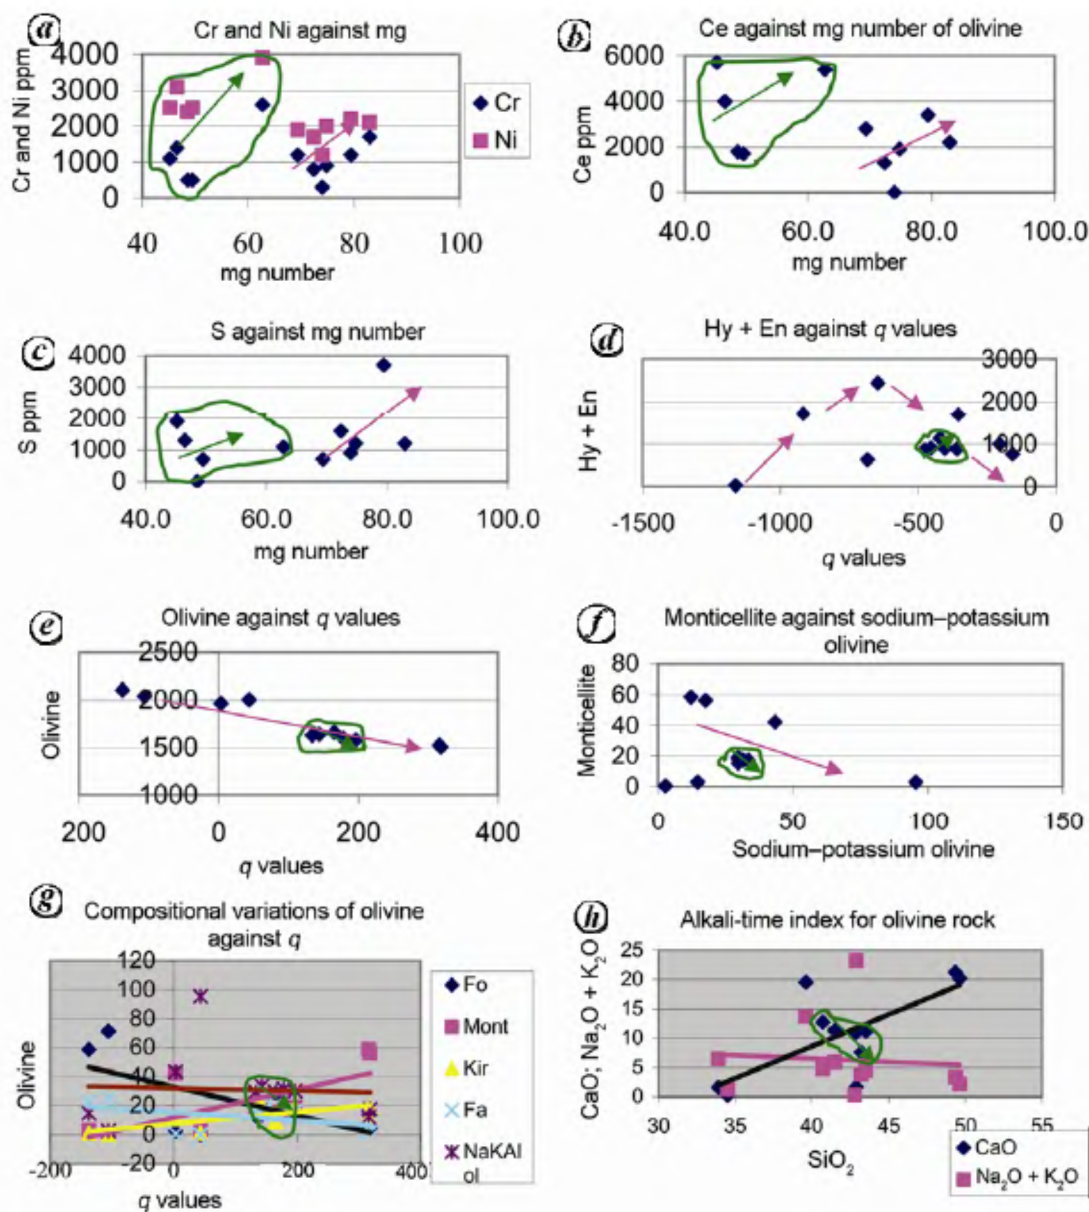 a
Cr and Ni against mg
Cr and Ni ppm
4000
3000
2000
1000
0
40 60 80 100
mg number
Cr
Ni
b
Ce against mg number of olivine
Ce ppm
6000
4000
2000
0
40.0 60.0 80.0 100.0
mg number
c
S against mg number
S ppm
4000
3000
2000
1000
0
40.0 60.0 80.0 100.0
mg number
d
Hy + En against q values
Hy + En
3000
2000
1000
0
-1500 -1000 -500 0
q values
e
Olivine against q values
Olivine
2500
2000
1500
1000
200 0 200 400
q values
f
Monticellite against sodium–potassium
olivine
Monticellite
80
60
40
20
0
0 50 100 150
Sodium–potassium olivine
g
Compositional variations of olivine
against q
Olivine
120
100
80
60
40
20
0
-20
-200 0 200 400
q values
Fo
Mont
Kir
Fa
NaKAl
ol
h
Alkali-time index for olivine rock
CaO; Na₂O + K₂O
25
20
15
10
5
0
30 35 40 45 50 55
SiO₂
CaO
Na₂O + K₂O